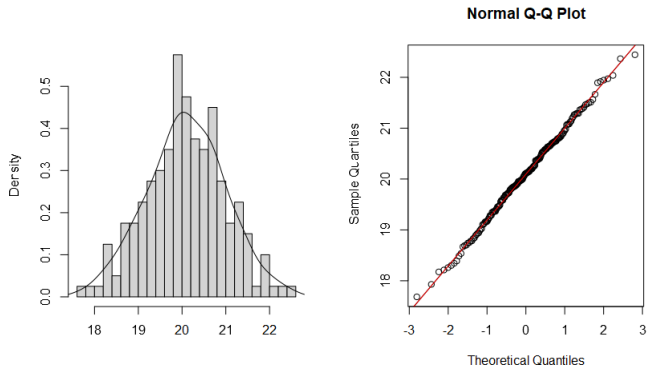 Normal Q-Q Plot
Density
0.0
0.1
0.2
0.3
0.4
0.5
18 19 20 21 22
Sample Quantiles
18
19
20
21
22
-3 -2 -1 0 1 2 3
Theoretical Quantiles